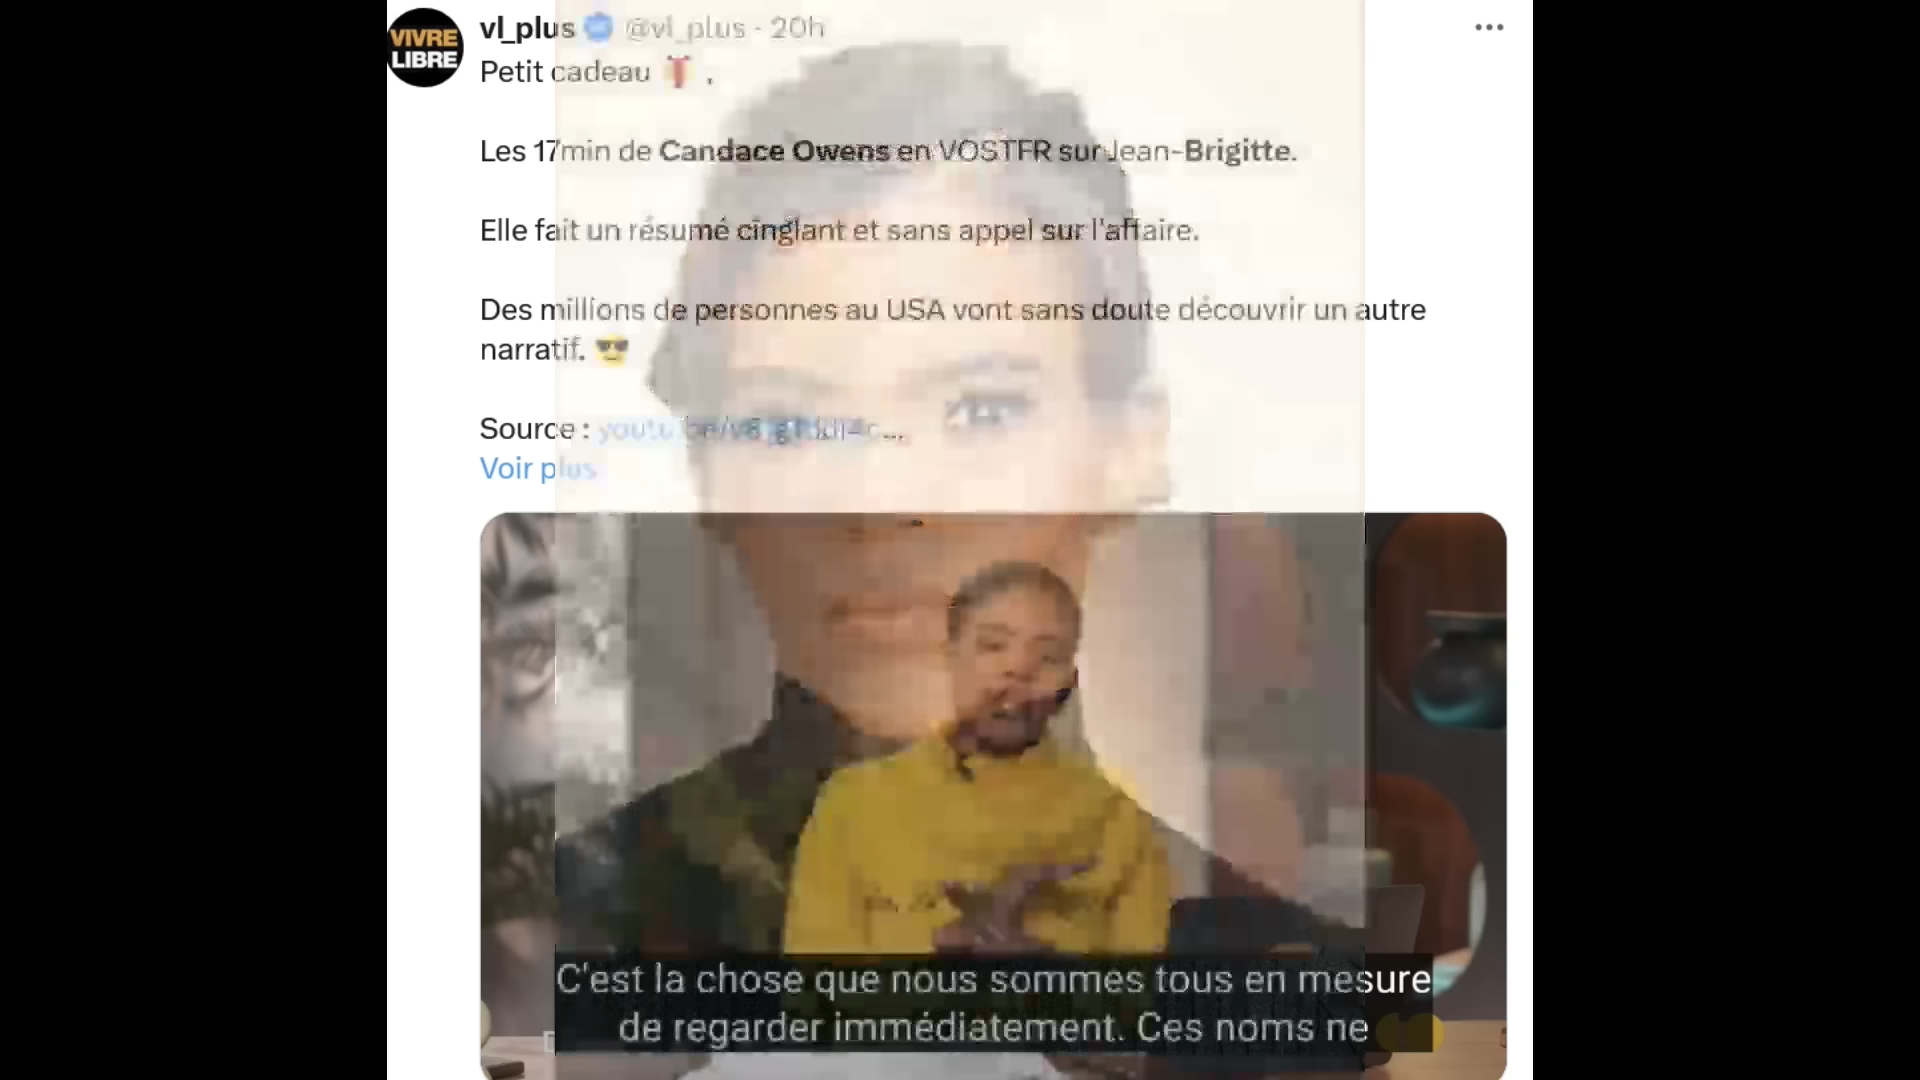 VIVRE
LIBRE
vl_plus @vl_plus · 20h
Petit cadeau .
Les 17min de Candace Owens en VOSTFR sur Jean-Brigitte.
Elle fait un résumé cinglant et sans appel sur l'affaire.
Des millions de personnes au USA vont sans doute découvrir un autre
narratif.
Source :
Voir plus
C'est la chose que nous sommes tous en mesure
de regarder immédiatement. Ces noms ne